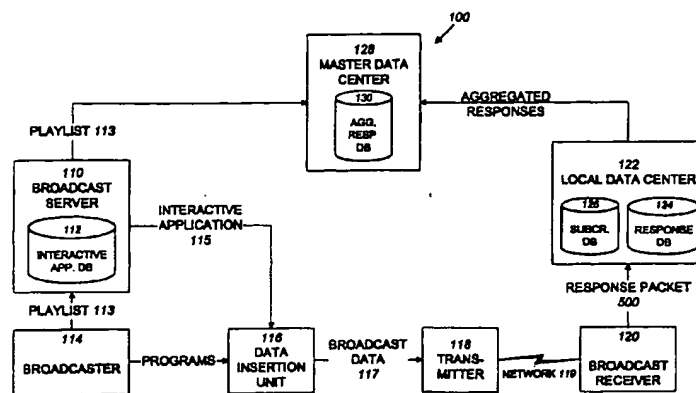 100
128
MASTER DATA
CENTER
130
AGG.
RESP
DB
PLAYLIST 113
AGGREGATED
RESPONSES
110
BROADCAST
SERVER
112
INTERACTIVE
APP. DB
INTERACTIVE
APPLICATION
115
122
LOCAL DATA CENTER
SUBCR.
DB
124
RESPONSE
DB
PLAYLIST 113
RESPONSE PACKET
500
114
BROADCASTER
PROGRAMS
116
DATA
INSERTION
UNIT
BROADCAST
DATA
117
118
TRANS-
MITTER
NETWORK 119
120
BROADCAST
RECEIVER